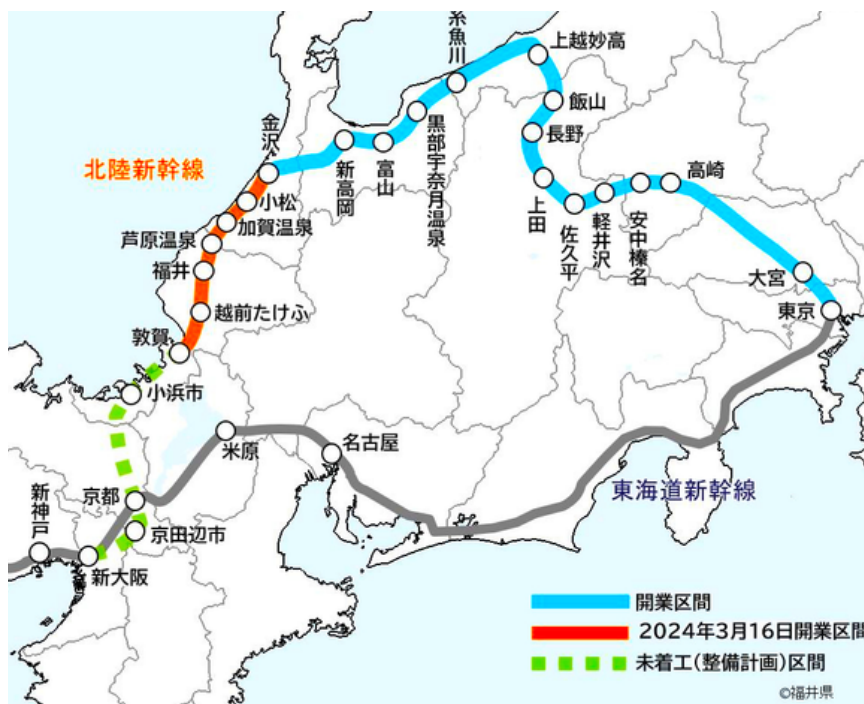 糸魚川
上越妙高
飯山
長野
金沢
黒部宇奈月温泉
新高岡
富山
上田
佐久平
軽井沢
安中榛名
高崎
北陸新幹線
小松
加賀温泉
芦原温泉
福井
越前たけふ
大宮
東京
敦賀
小浜市
米原
名古屋
京都
京田辺市
新神戸
新大阪
東海道新幹線
開業区間
2024年3月16日開業区間
未着工(整備計画)区間
©福井県